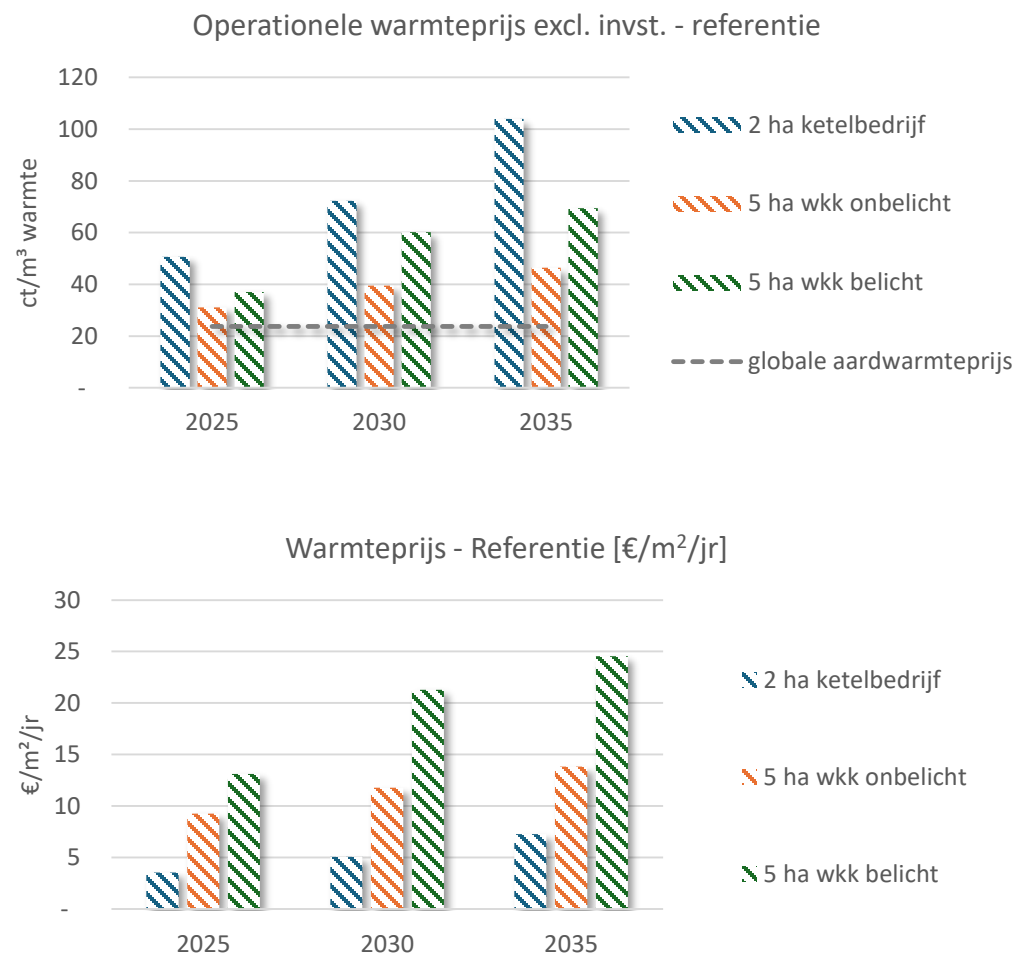 Operationele warmteprijs excl. invst. - referentie
120
100
80
60
40
20
-
ct/m³ warmte
2025
2030
2035
2 ha ketelbedrijf
5 ha wkk onbelicht
5 ha wkk belicht
globale aardwarmteprijs
Warmteprijs - Referentie [€/m²/jr]
30
25
20
15
10
5
-
€/m²/jr
2025
2030
2035
2 ha ketelbedrijf
5 ha wkk onbelicht
5 ha wkk belicht